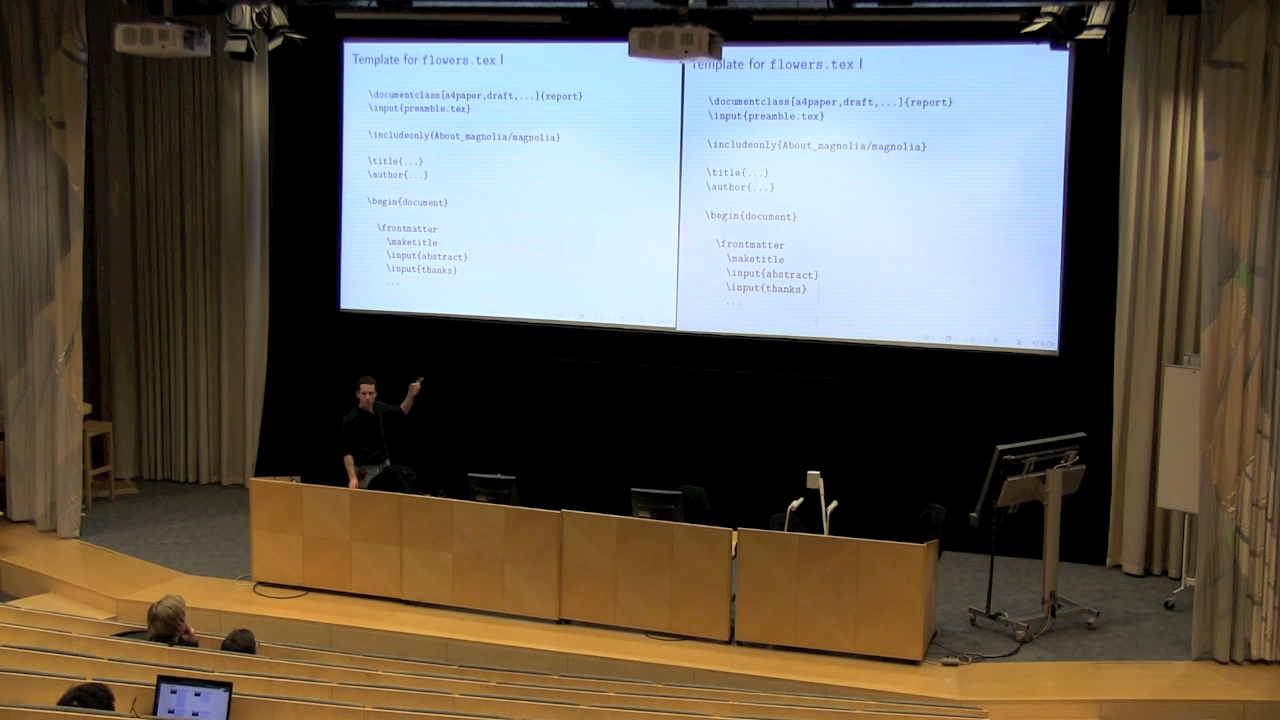 Template for flowers.tex I
\documentclass[a4paper,draft,...]{report}
\input{preamble.tex}
\includeonly{About_magnolia/magnolia}
\title{...}
\author{...}
\begin{document}
\frontmatter
\maketitle
\input{abstract}
\input{thanks}
...
Template for flowers.tex I
\documentclass[a4paper,draft,...]{report}
\input{preamble.tex}
\includeonly{About_magnolia/magnolia}
\title{...}
\author{...}
\begin{document}
\frontmatter
\maketitle
\input{abstract}
\input{thanks}
...